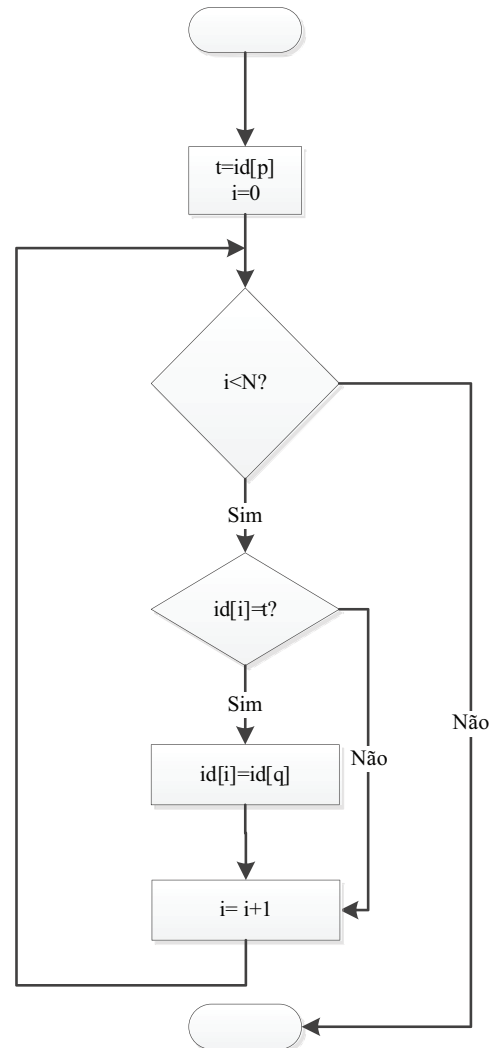 t=id[p]
i=0
i<N?
Sim
id[i]=t?
Sim
Não
Não
id[i]=id[q]
i= i+1